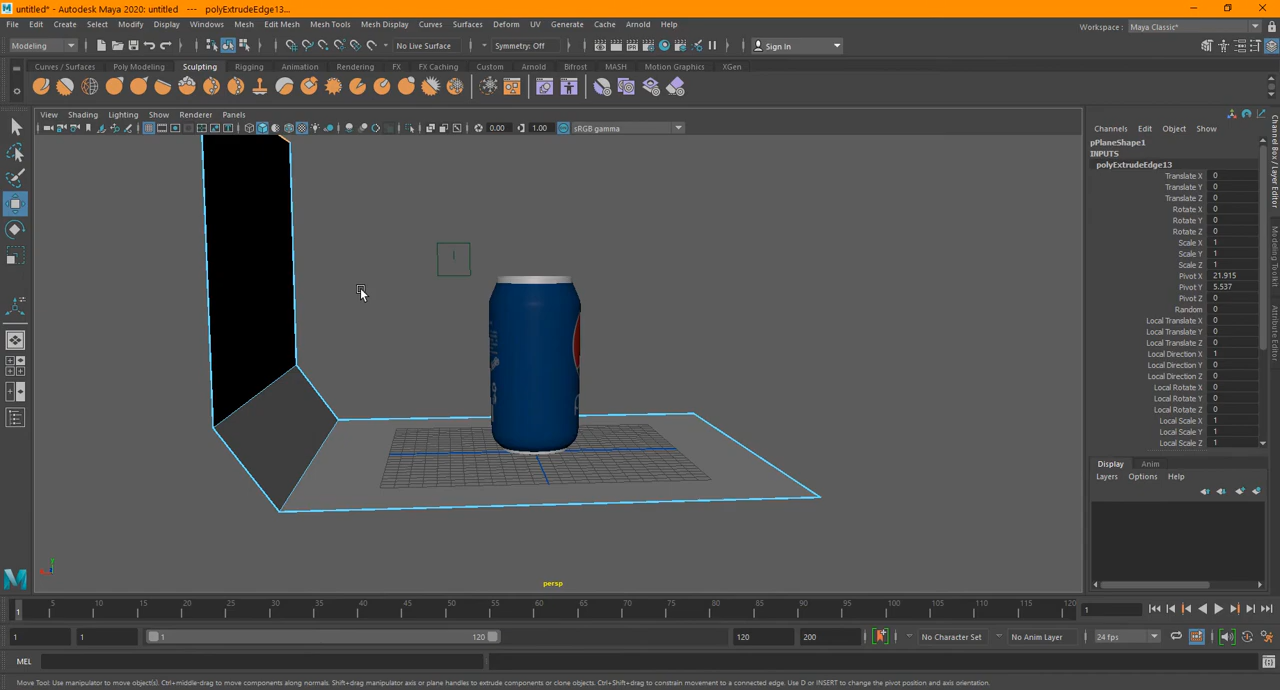 untitled* - Autodesk Maya 2020: untitled --- polyExtrudeEdge13...
File Edit Create Select Modify Display Windows Mesh Edit Mesh Mesh Tools Mesh Display Curves Surfaces Deform UV Generate Cache Arnold Help
Workspace : Maya Classic*
Modeling No Live Surface Symmetry: Off Sign In
Curves / Surfaces Poly Modeling Sculpting Rigging Animation Rendering FX FX Caching Custom Arnold Bifrost MASH Motion Graphics XGen
View Shading Lighting Show Renderer Panels
0.00 1.00 sRGB gamma
persp
Channels Edit Object Show
pPlaneShape1
INPUTS
polyExtrudeEdge13
Translate X 0
Translate Y 0
Translate Z 0
Rotate X 0
Rotate Y 0
Rotate Z 0
Scale X 1
Scale Y 1
Scale Z 1
Pivot X 21.915
Pivot Y 5.537
Pivot Z 0
Random 0
Local Translate X 0
Local Translate Y 0
Local Translate Z 0
Local Direction X 1
Local Direction Y 0
Local Direction Z 0
Local Rotate X 0
Local Rotate Y 0
Local Rotate Z 0
Local Scale X 1
Local Scale Y 1
Local Scale Z 1
Display Anim
Layers Options Help
Channel Box / Layer Editor
Modeling Toolkit
Attribute Editor
1 5 10 15 20 25 30 35 40 45 50 55 60 65 70 75 80 85 90 95 100 105 110 115 120 1
1 1 1 120 120 200 No Character Set No Anim Layer 24 fps
MEL
Move Tool: Use manipulator to move object(s). Ctrl+middle-drag to move components along normals. Shift+drag manipulator axis or plane handles to extrude components or clone objects. Ctrl+Shift+drag to constrain movement to a connected edge. Use D or INSERT to change the pivot position and axis orientation.